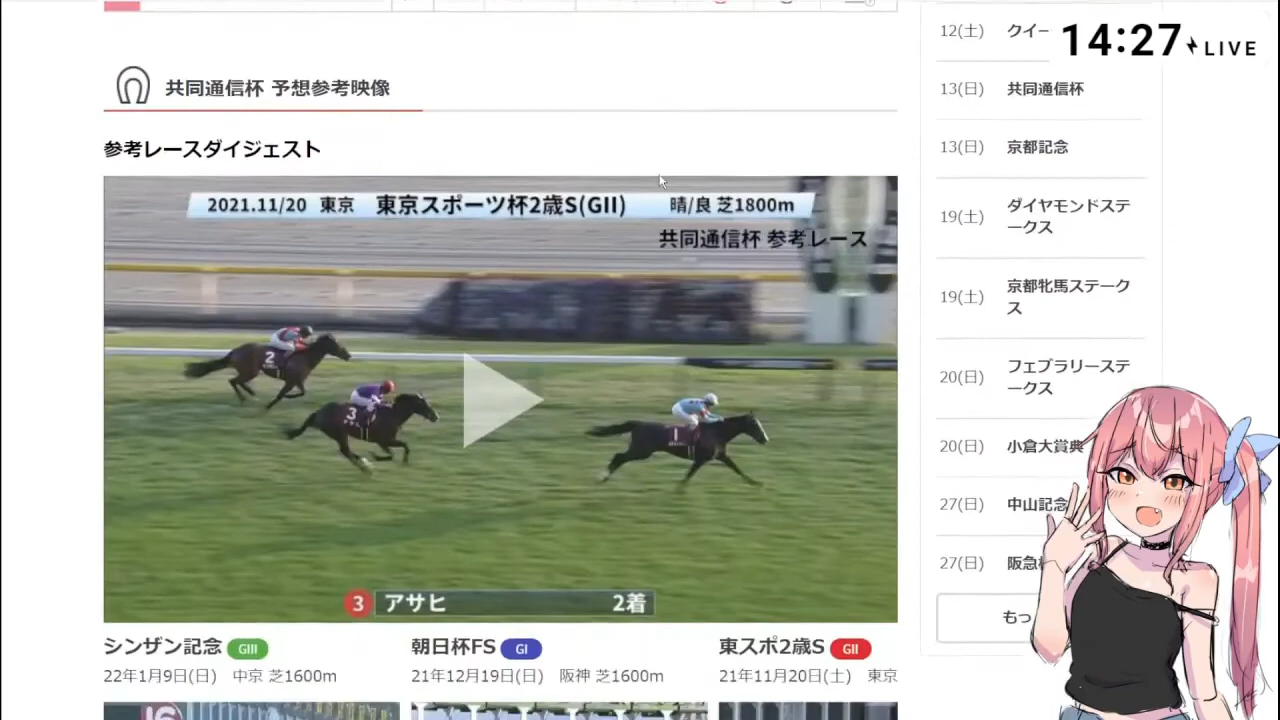 14:27 LIVE
共同通信杯 予想参考映像
参考レースダイジェスト
2021.11/20 東京 東京スポーツ杯2歳S(GII) 晴/良 芝1800m
共同通信杯 参考レース
2
3
1
3 アサヒ 2着
シンザン記念 GIII
22年1月9日(日) 中京 芝1600m
朝日杯FS GI
21年12月19日(日) 阪神 芝1600m
東スポ2歳S GII
21年11月20日(土) 東京
16
12(土) クイー
13(日) 共同通信杯
13(日) 京都記念
19(土) ダイヤモンドステ
ークス
19(土) 京都牝馬ステーク
ス
20(日) フェブラリーステ
ークス
20(日) 小倉大賞典
27(日) 中山記念
27(日) 阪急
もっ